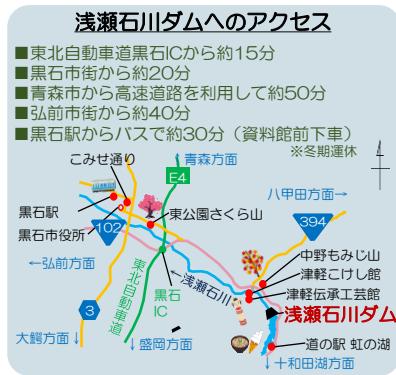 浅瀬石川ダムへのアクセス
■東北自動車道黒石ICから約15分
■黒石市街から約20分
■青森市から高速道路を利用して約50分
■弘前市街から約40分
■黒石駅からバスで約30分（資料館前下車）
※冬期運休
こみせ通り
↑青森方面
E4
八甲田方面→
黒石駅
東公園さくら山
394
黒石市役所
102
中野もみじ山
←弘前方面
津軽こけし館
←浅瀬石川
津軽伝承工芸館
黒石
IC
浅瀬石川ダム
3
東北自動車道
大鰐方面↓
↓盛岡方面
道の駅 虹の湖
↓十和田湖方面